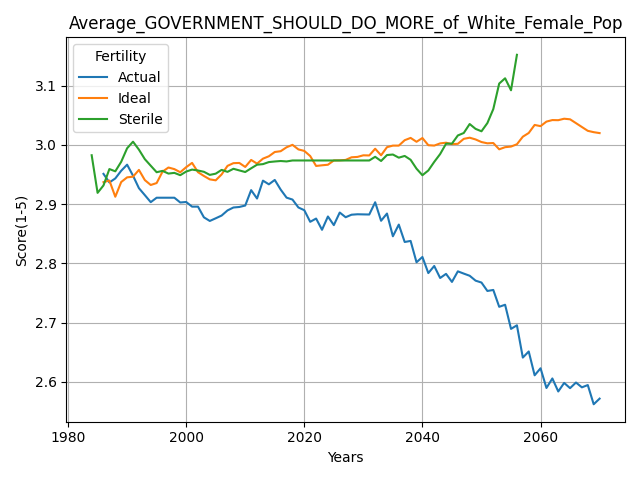 Average_GOVERNMENT_SHOULD_DO_MORE_of_White_Female_Pop
Fertility
Actual
Ideal
Sterile
Score(1-5)
3.1
3.0
2.9
2.8
2.7
2.6
1980
2000
2020
2040
2060
Years